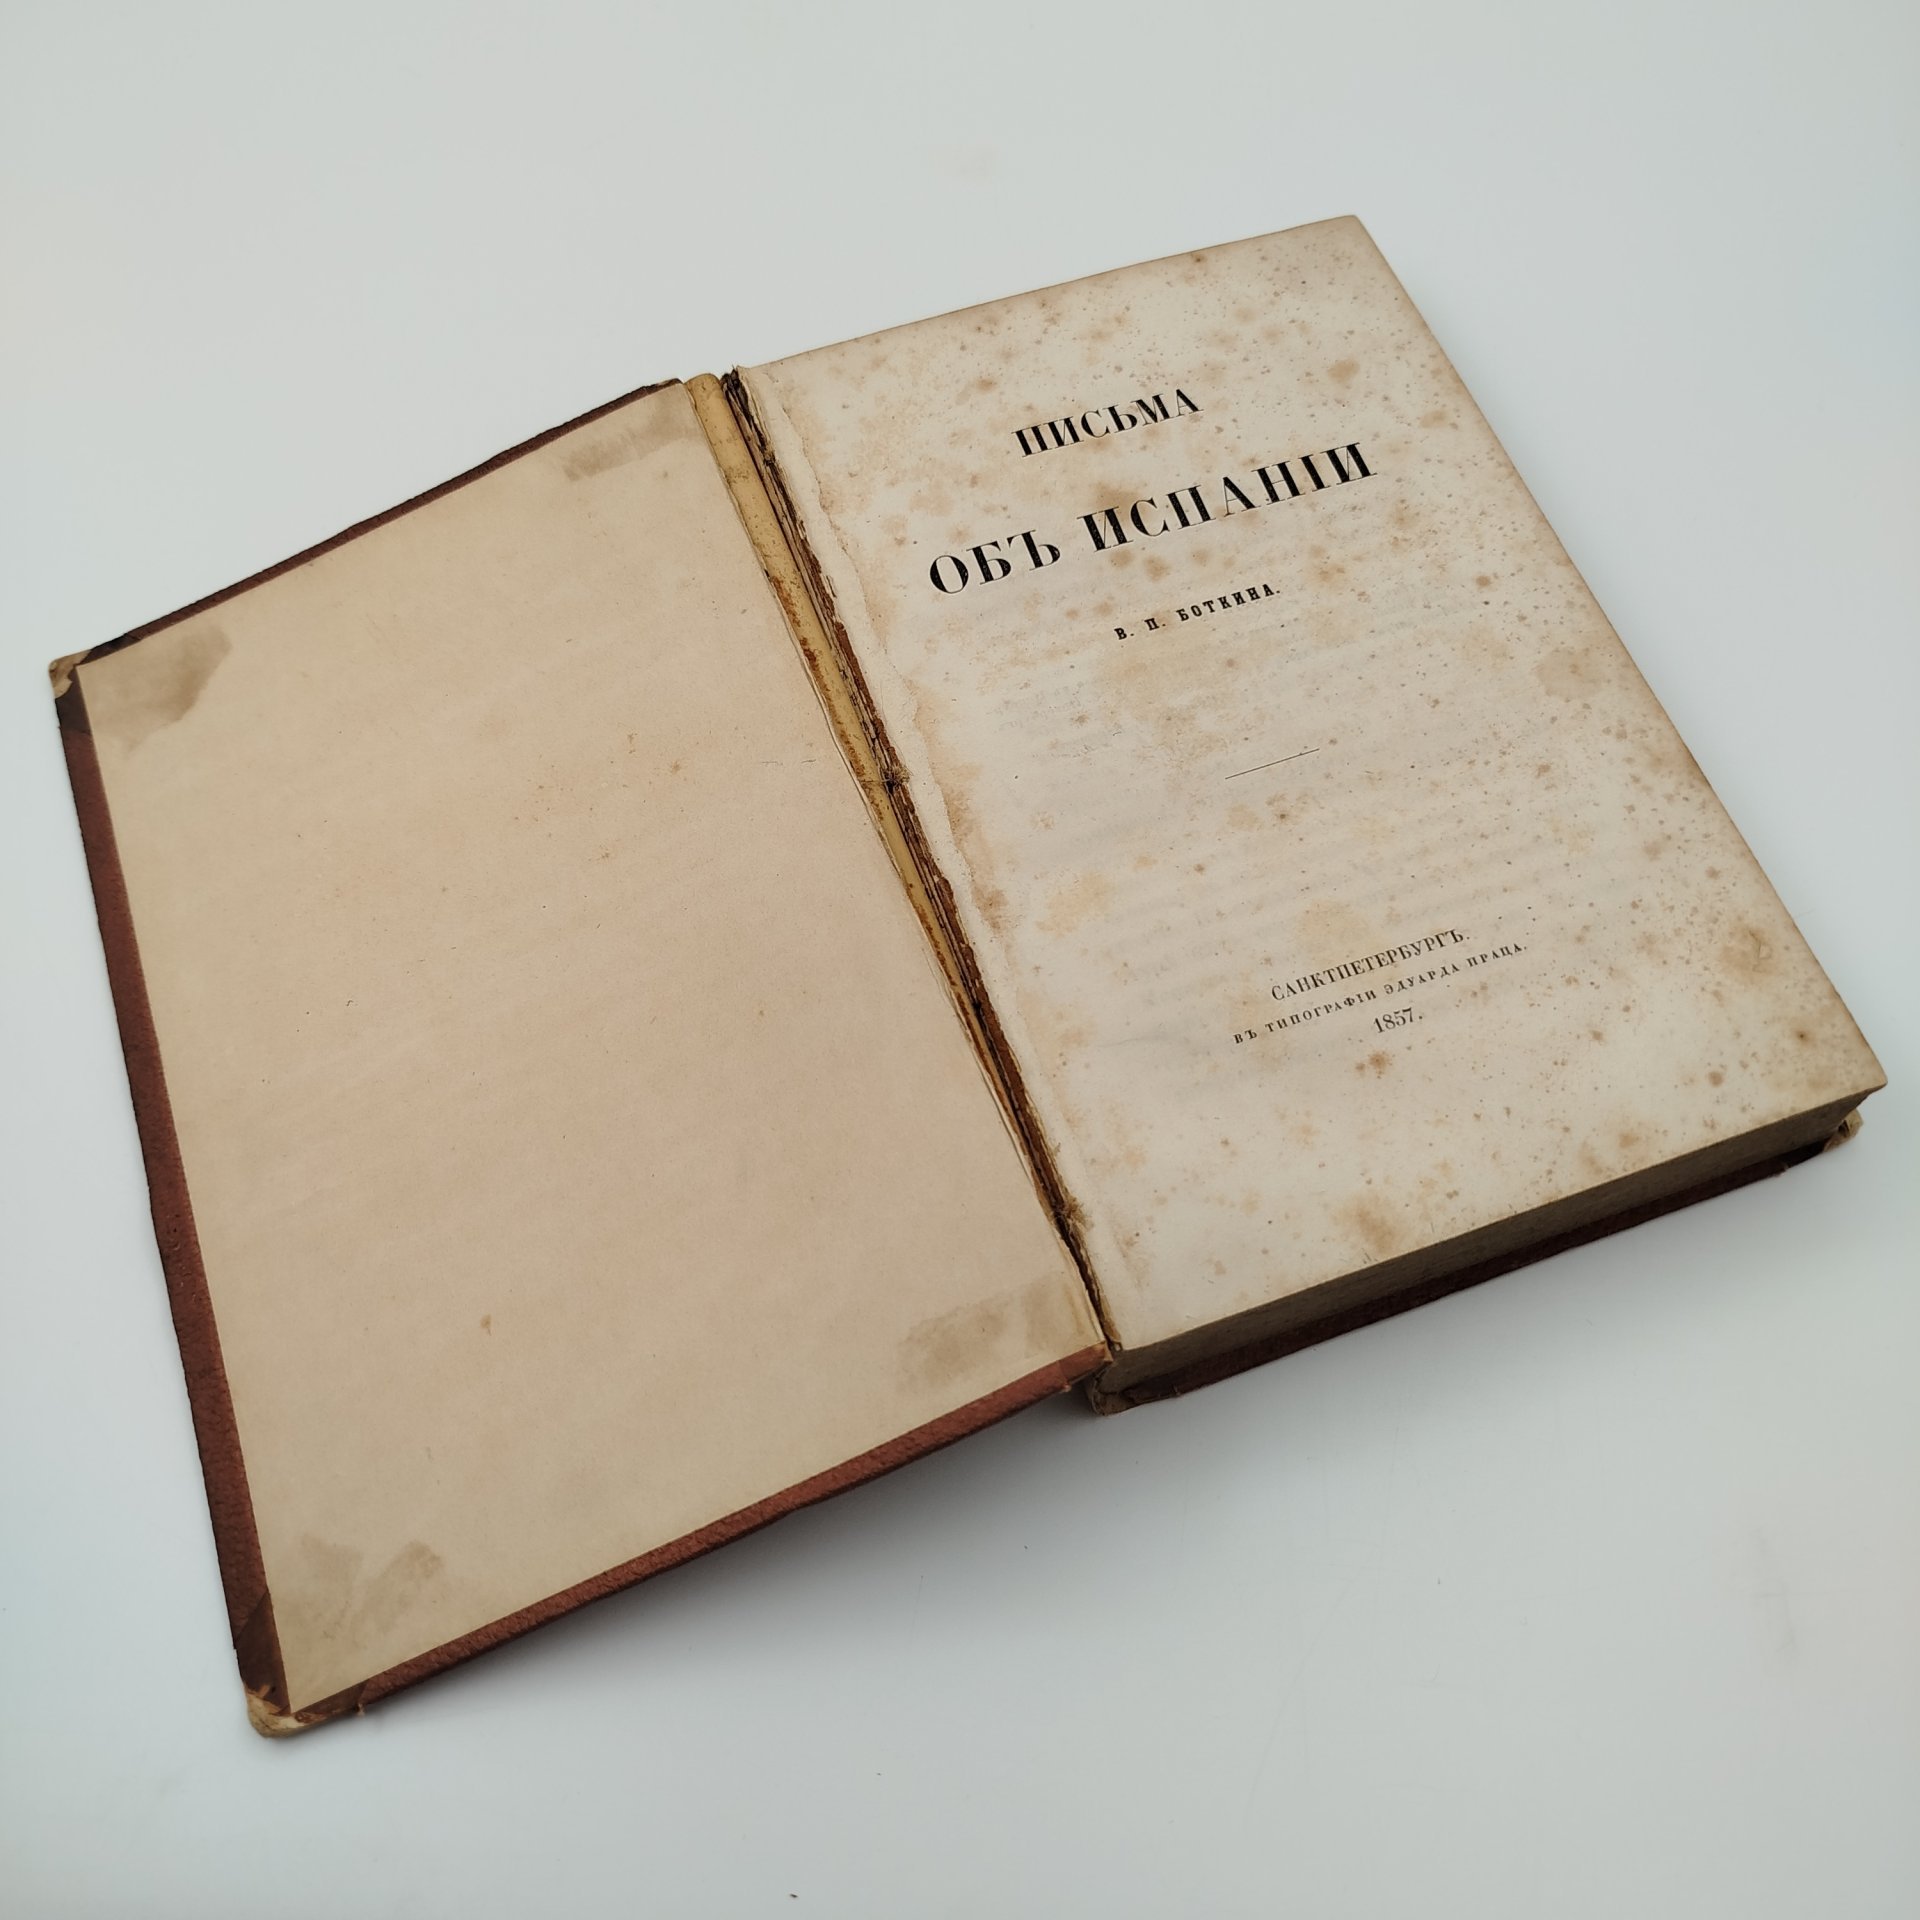 ПИСЬМА
ОБЪ ИСПАНІИ
В. П. БОТКИНА.
САНКТПЕТЕРБУРГЪ.
ВЪ ТИПОГРАФІИ ЭДУАРДА ПРАЦА.
1857.